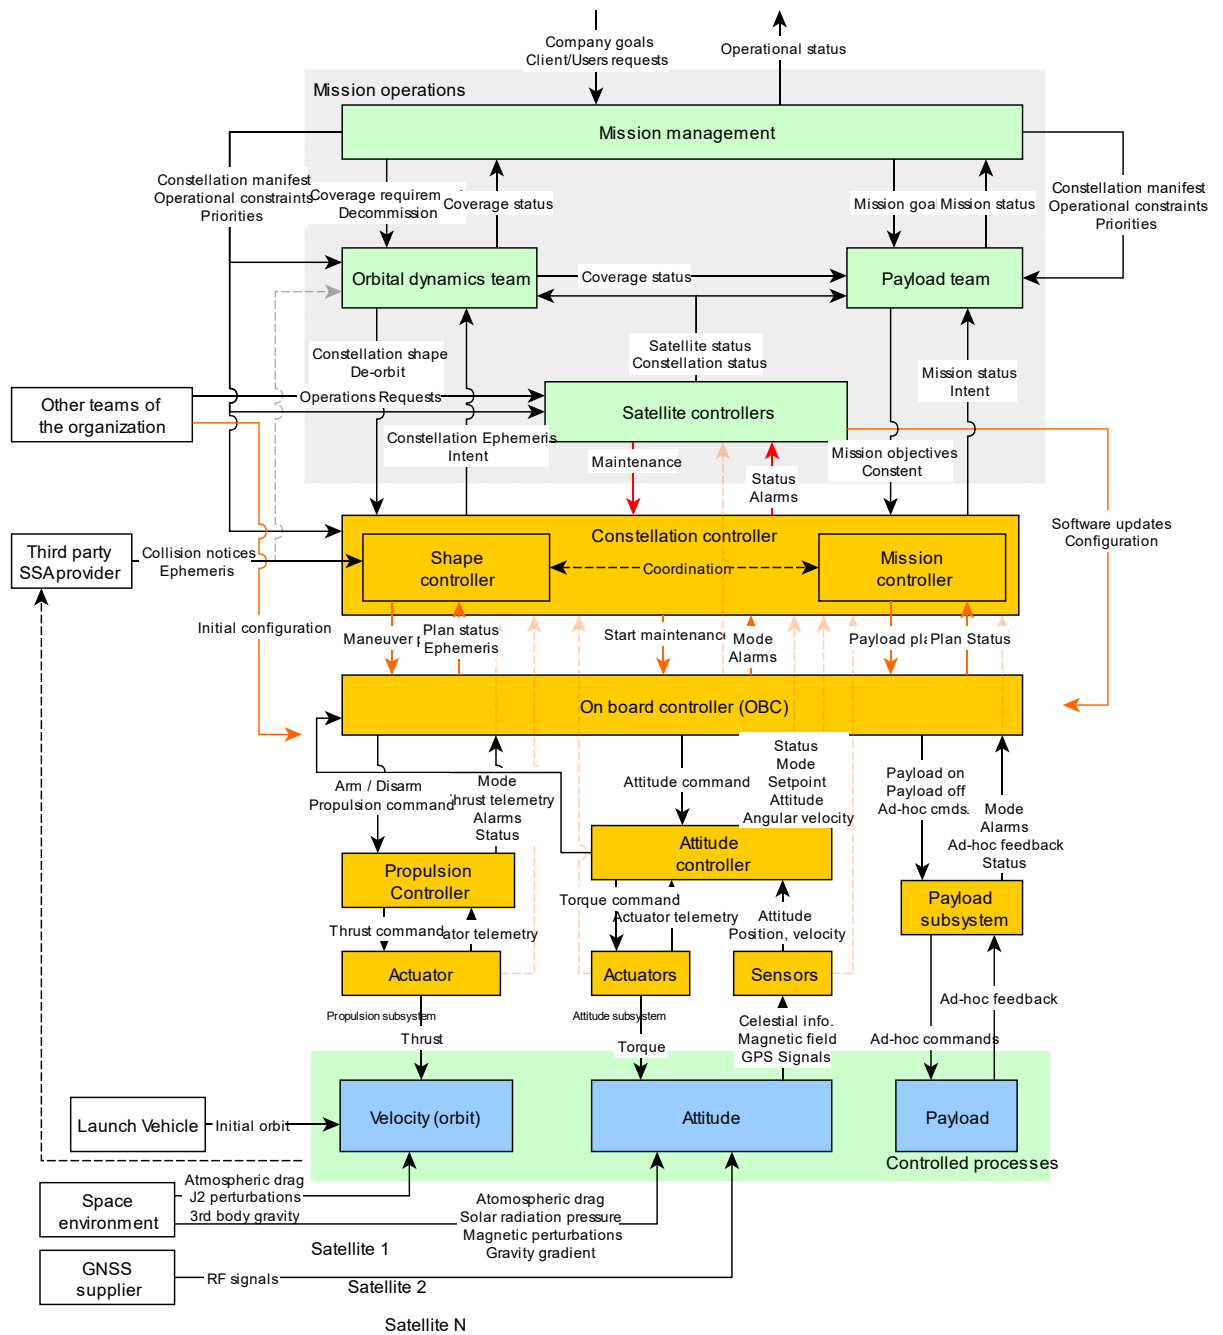 Company goals
Client/Users requests
Operational status
Mission operations
Mission management
Constellation manifest
Operational constraints
Priorities
Coverage
Decommission
Coverage status
Mission
Mission status
Constellation manifest
Operational constraints
Priorities
Orbital dynamics team
Coverage status
Payload team
Constellation shape
De-orbit
Satellite status
Constellation status
Mission status
Intent
Other teams of
the organization
Operations Requests
Satellite controllers
Constellation Ephemeris
Intent
Maintenance
Status
Alarms
Mission objectives
Constent
Software updates
Configuration
Third party
SSA provider
Collision notices
Ephemeris
Constellation controller
Shape
controller
Coordination
Mission
controller
Initial configuration
Maneuver
Plan status
Ephemeris
Start maintenance
Mode
Alarms
Payload
Plan Status
On board controller (OBC)
Arm / Disarm
Propulsion command
Mode
telemetry
Alarms
Status
Attitude command
Status
Mode
Setpoint
Attitude
Angular velocity
Payload on
Payload off
Ad-hoc cmds.
Mode
Alarms
Ad-hoc feedback
Status
Propulsion
Controller
Attitude
controller
Payload
subsystem
Thrust command
telemetry
Torque command
Actuator telemetry
Attitude
Position, velocity
Actuator
Actuators
Sensors
Propulsion subsystem
Attitude subsystem
Thrust
Torque
Celestial info.
Magnetic field
GPS Signals
Ad-hoc feedback
Ad-hoc commands
Launch Vehicle
Initial orbit
Velocity (orbit)
Attitude
Payload
Controlled processes
Space
environment
Atmospheric drag
J2 perturbations
3rd body gravity
Atomospheric drag
Solar radiation pressure
Magnetic perturbations
Gravity gradient
GNSS
supplier
RF signals
Satellite 1
Satellite 2
Satellite N